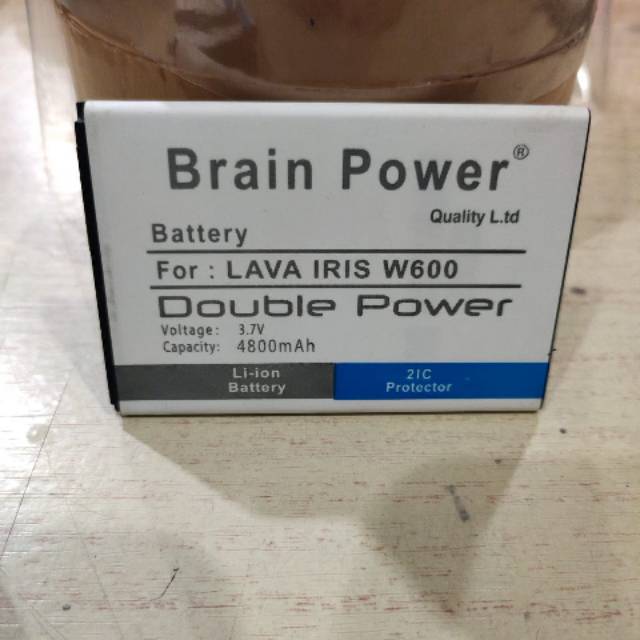 Brain Power®
Quality L.td
Battery
For : LAVA IRIS W600
Double Power
Voltage: 3.7V
Capacity: 4800mAh
Li-ion
Battery
2IC
Protector